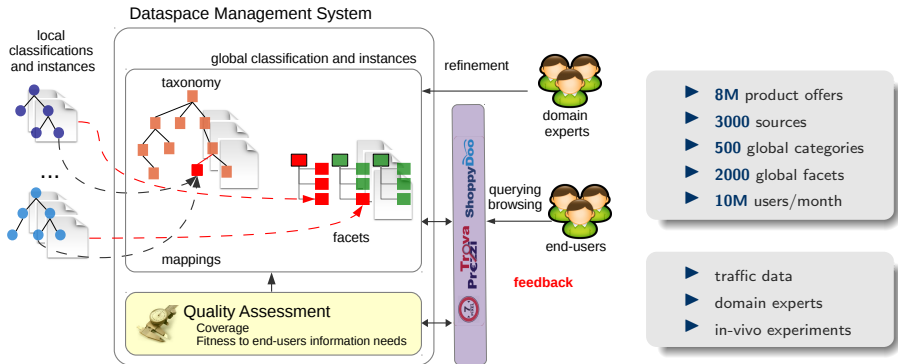 Dataspace Management System
local
classifications
and instances
global classification and instances
taxonomy
...
facets
mappings
Quality Assessment
Coverage
Fitness to end-users information needs
refinement
domain
experts
querying
browsing
end-users
feedback
ShoppyDoo
Trova
Prezzi
7
8M product offers
3000 sources
500 global categories
2000 global facets
10M users/month
traffic data
domain experts
in-vivo experiments